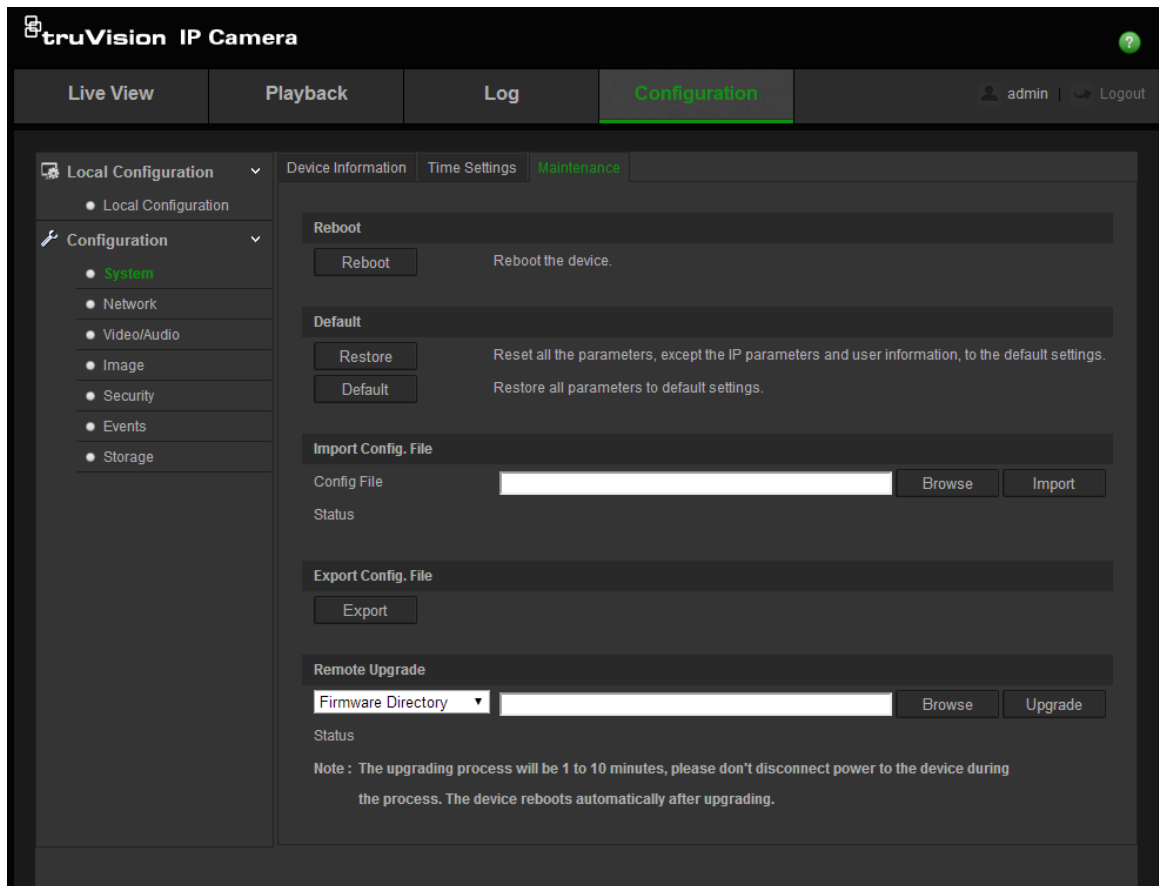 truVision IP Camera
?
Live View Playback Log Configuration admin | Logout
Local Configuration
Local Configuration
Configuration
System
Network
Video/Audio
Image
Security
Events
Storage
Device Information Time Settings Maintenance
Reboot
Reboot Reboot the device.
Default
Restore Reset all the parameters, except the IP parameters and user information, to the default settings.
Default Restore all parameters to default settings.
Import Config. File
Config File Browse Import
Status
Export Config. File
Export
Remote Upgrade
Firmware Directory Browse Upgrade
Status
Note : The upgrading process will be 1 to 10 minutes, please don't disconnect power to the device during
the process. The device reboots automatically after upgrading.